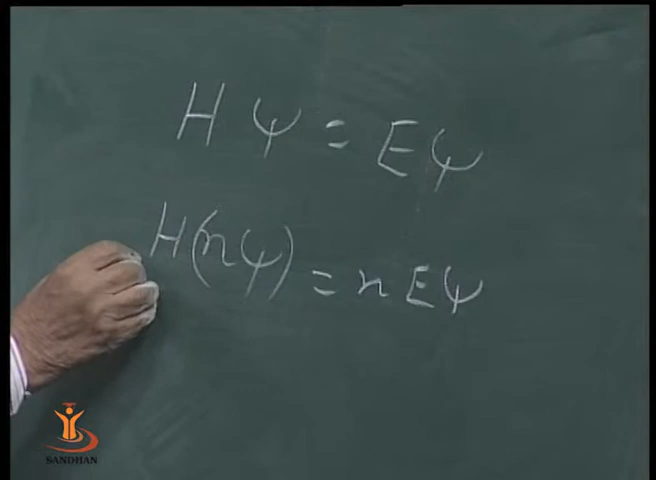 Hψ = Eψ
H(nψ) = nEψ
SANDHAN